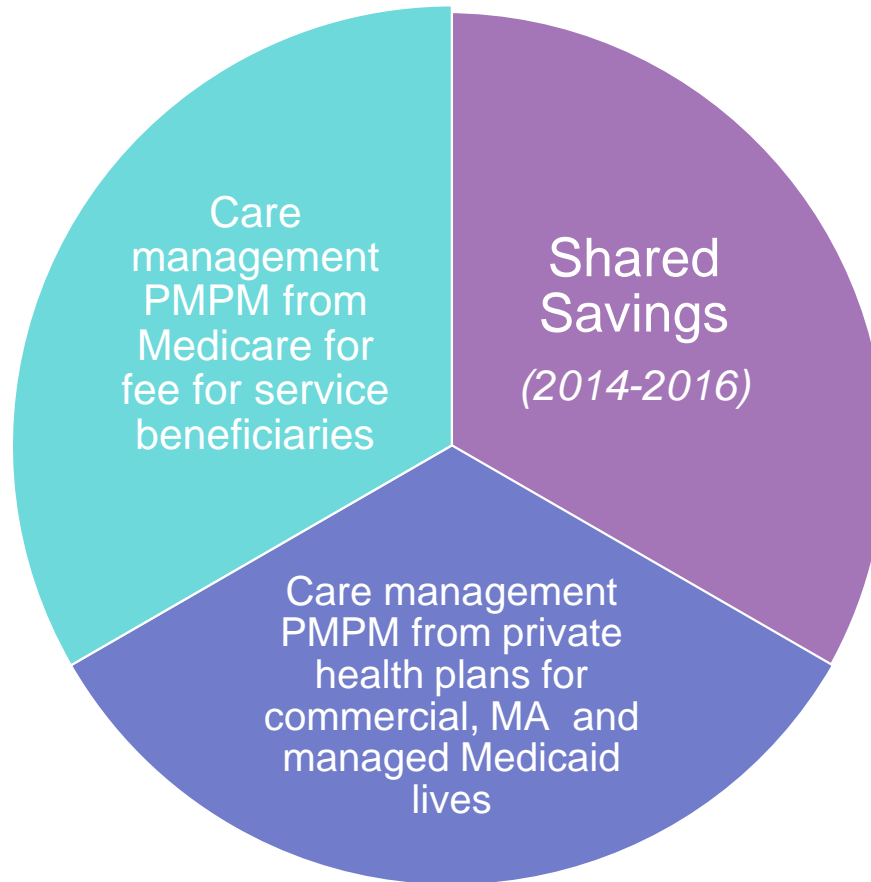 Care
management
PMPM from
Medicare for
fee for service
beneficiaries
Shared
Savings
(2014-2016)
Care management
PMPM from private
health plans for
commercial, MA and
managed Medicaid
lives